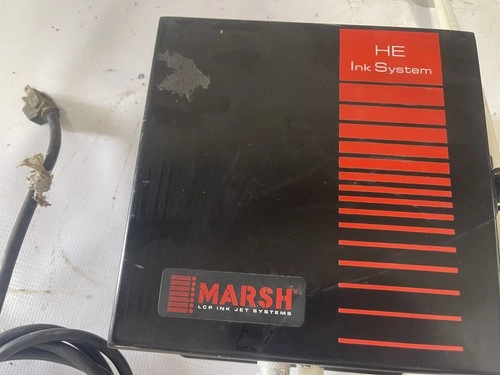 HE
Ink System
MARSH
LCP INK JET SYSTEMS